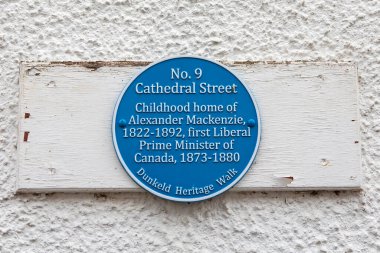 No. 9
Cathedral Street
Childhood home of
Alexander Mackenzie,
1822-1892, first Liberal
Prime Minister of
Canada, 1873-1880
Dunkeld Heritage Walk